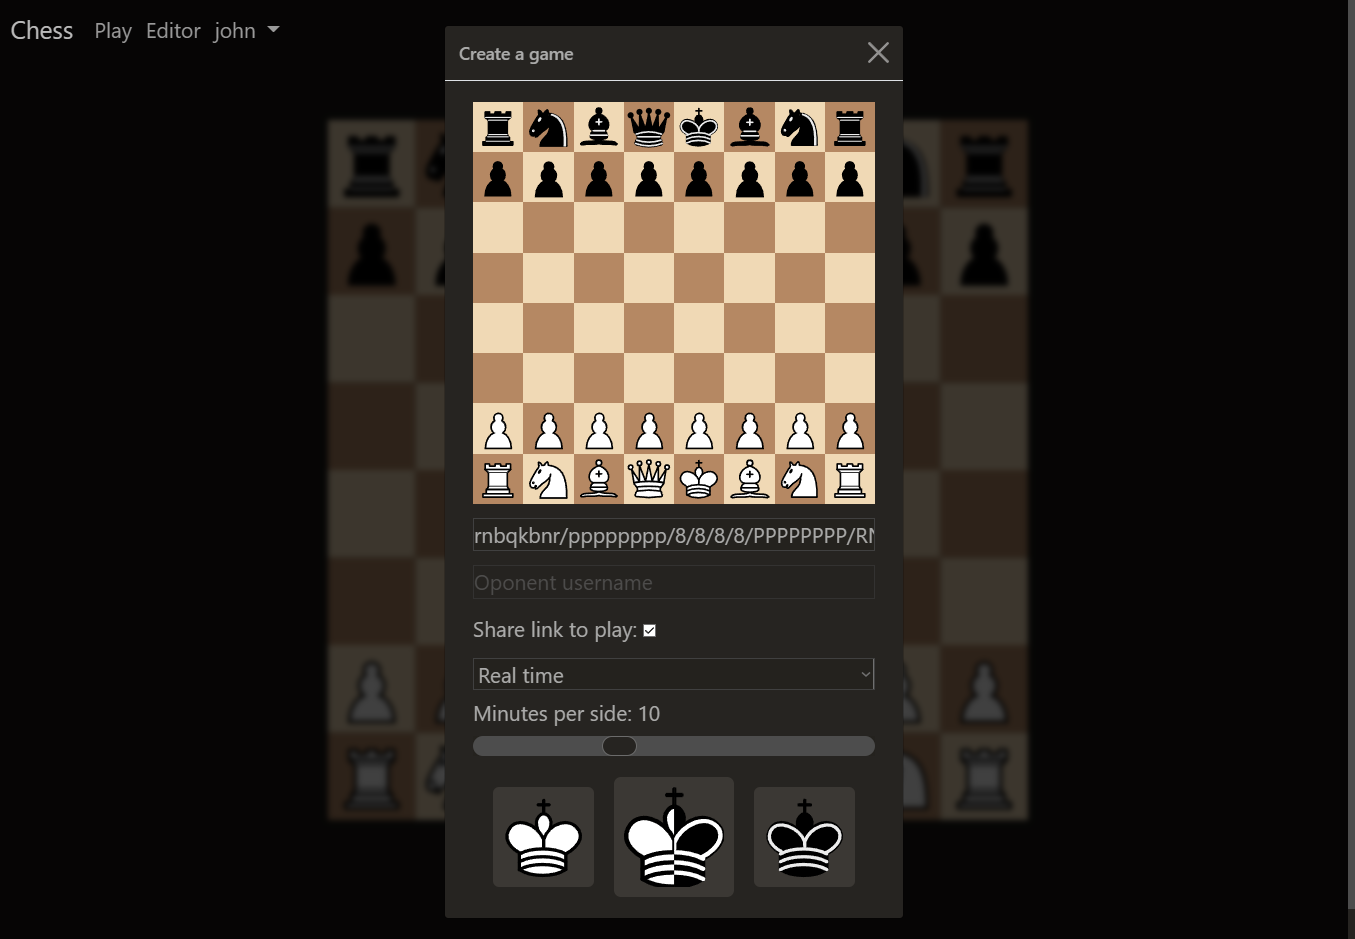 Chess Play Editor john
Create a game
rnbqkbnr/pppppppp/8/8/8/8/PPPPPPPP/RN
Oponent username
Share link to play:
Real time
Minutes per side: 10